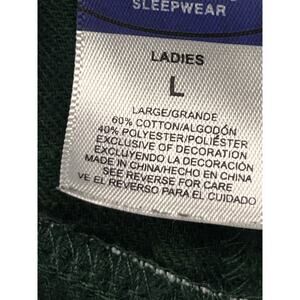 SLEEPWEAR
LADIES
L
LARGE/GRANDE
60% COTTON/ALGODÓN
40% POLYESTER/POLIÉSTER
EXCLUSIVE OF DECORATION
EXCLUYENDO LA DECORACIÓN
MADE IN CHINA/HECHO EN CHINA
SEE REVERSE FOR CARE
VE EL REVERSO PARA EL CUIDADO